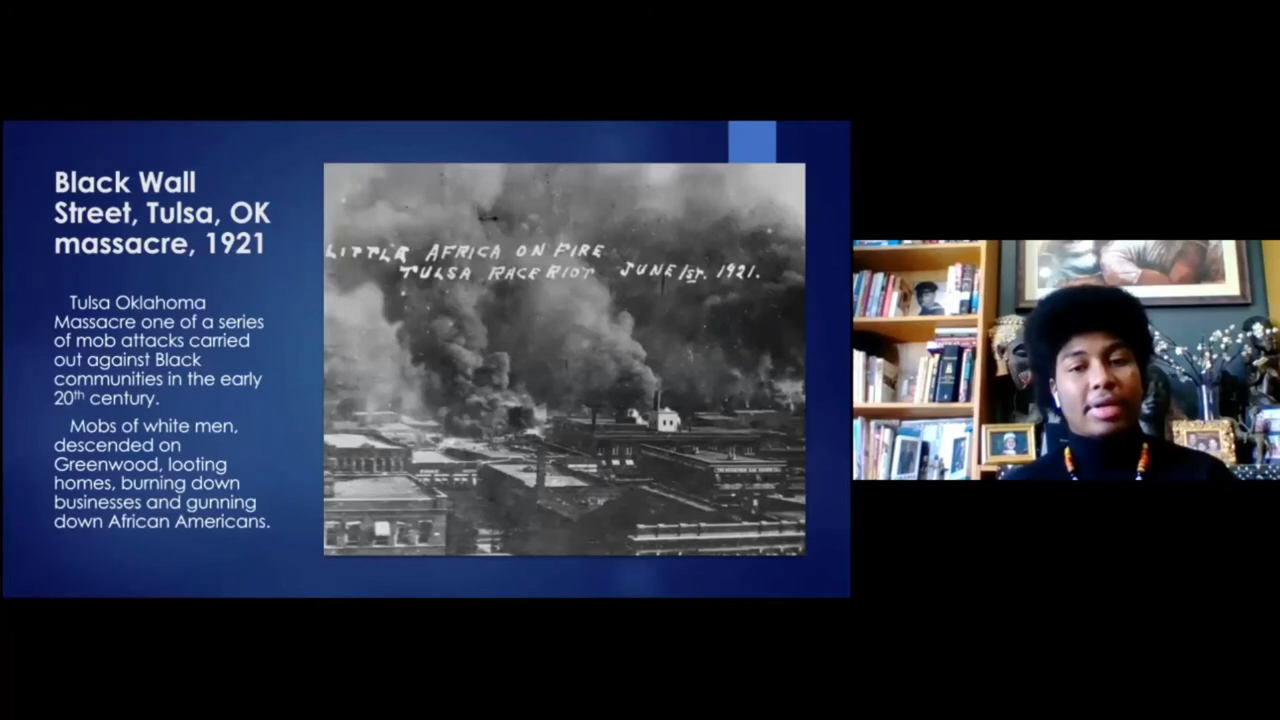 Black Wall
Street, Tulsa, OK
massacre, 1921
Tulsa Oklahoma
Massacre one of a series
of mob attacks carried
out against Black
communities in the early
20th century.
Mobs of white men,
descended on
Greenwood, looting
homes, burning down
businesses and gunning
down African Americans.
LITTLE AFRICA ON FIRE
TULSA RACE RIOT JUNE 1ST. 1921.